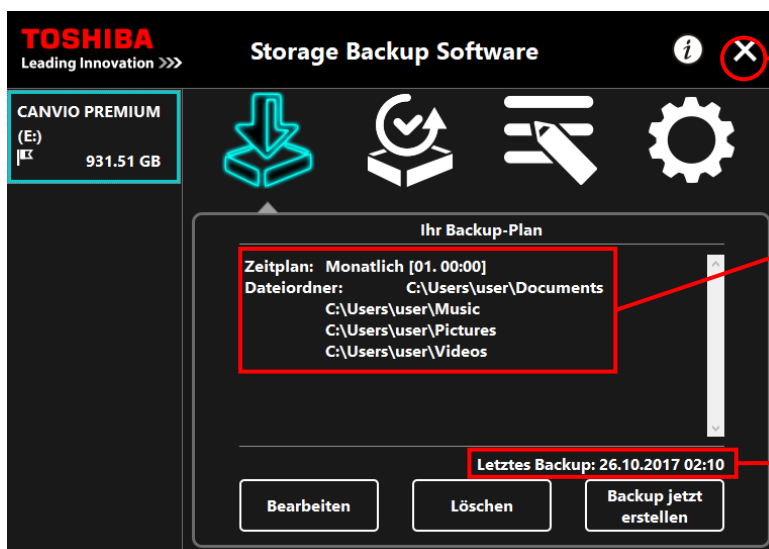 TOSHIBA
Leading Innovation >>>
Storage Backup Software
i
CANVIO PREMIUM
(E:)
931.51 GB
Ihr Backup-Plan
Zeitplan: Monatlich [01. 00:00]
Dateiordner: C:\Users\user\Documents
C:\Users\user\Music
C:\Users\user\Pictures
C:\Users\user\Videos
Letztes Backup: 26.10.2017 02:10
Bearbeiten
Löschen
Backup jetzt
erstellen